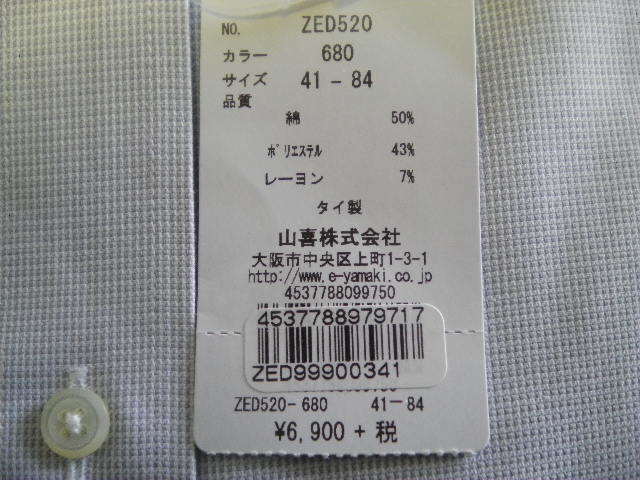 NO. ZED520
カラー 680
サイズ 41-84
品質
綿 50%
ポリエステル 43%
レーヨン 7%
タイ製
山喜株式会社
大阪市中央区上町1-3-1
http://www.e-yamaki.co.jp
4537788099750
4537788979717
ZED99900341
ZED520-680 41-84
¥6,900+税